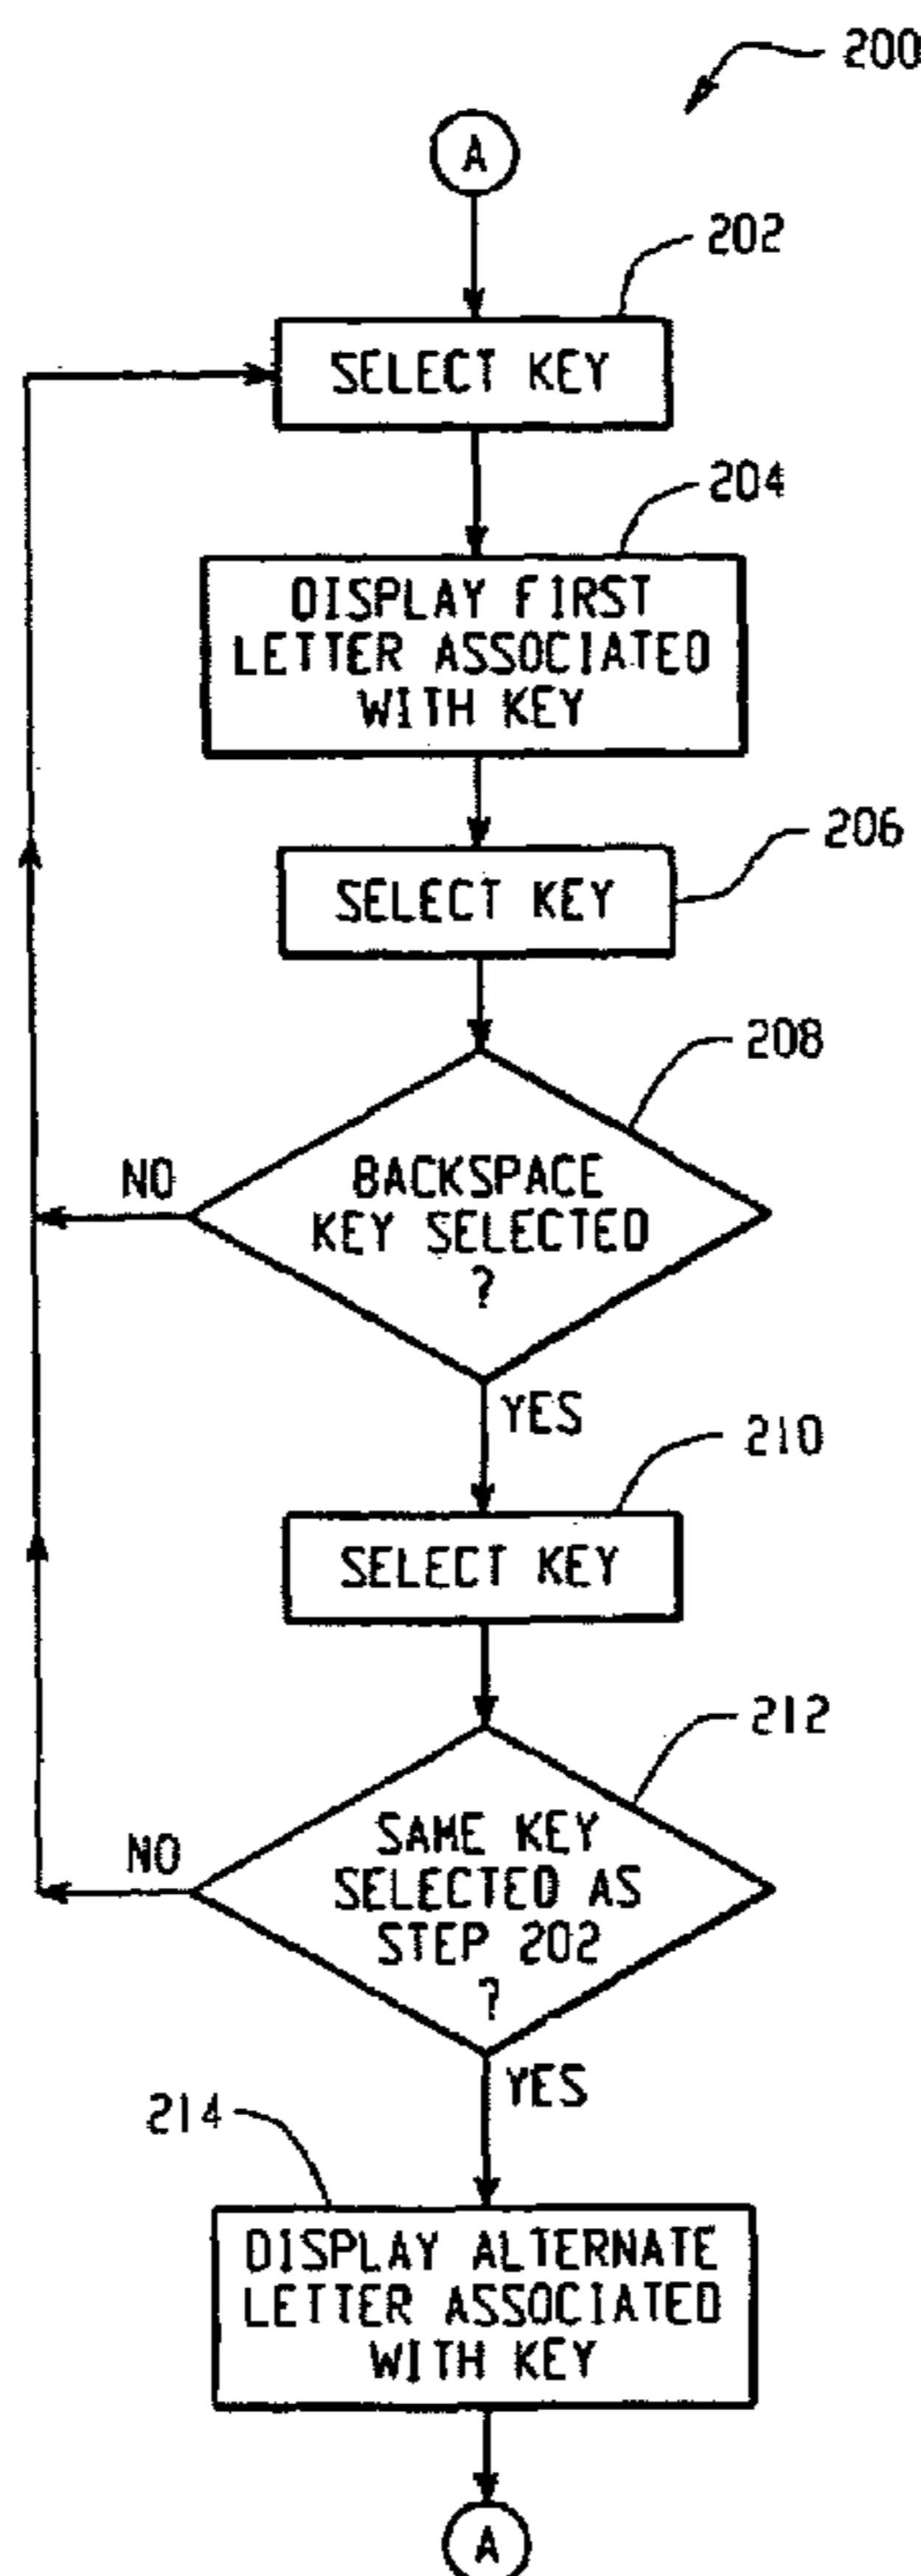 200
A
202
SELECT KEY
204
DISPLAY FIRST
LETTER ASSOCIATED
WITH KEY
206
SELECT KEY
208
BACKSPACE
KEY SELECTED
?
NO
YES
210
SELECT KEY
212
SAME KEY
SELECTED AS
STEP 202
?
NO
YES
214
DISPLAY ALTERNATE
LETTER ASSOCIATED
WITH KEY
A